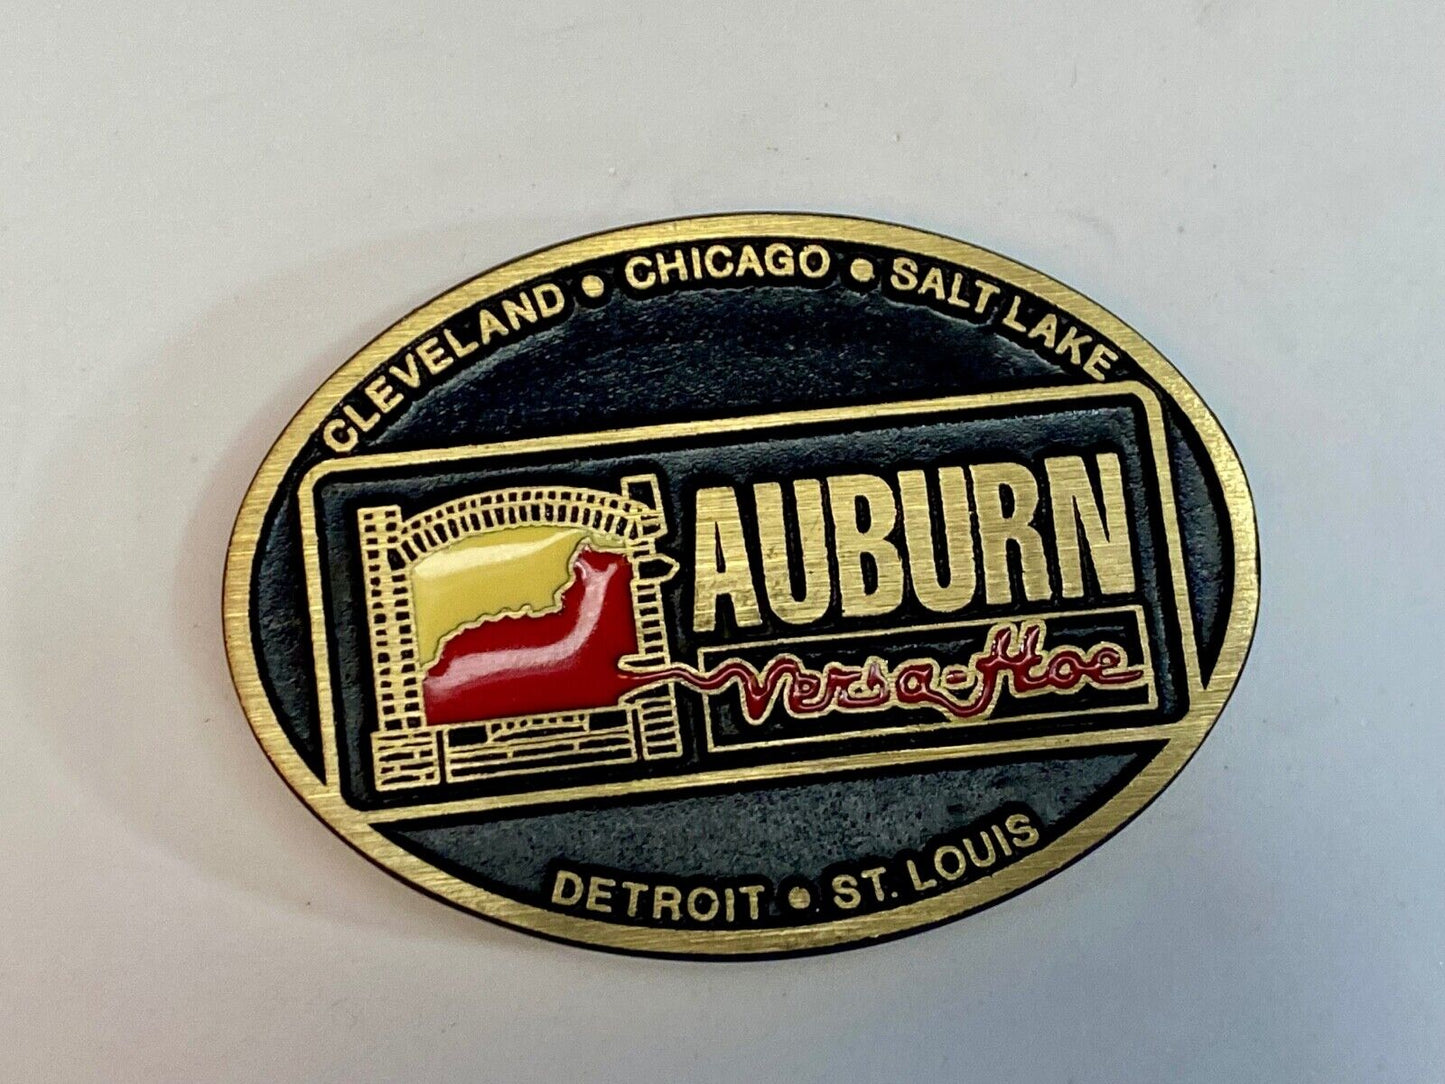 CLEVELAND • CHICAGO • SALT LAKE
AUBURN
Versa-Hoe
DETROIT • ST. LOUIS